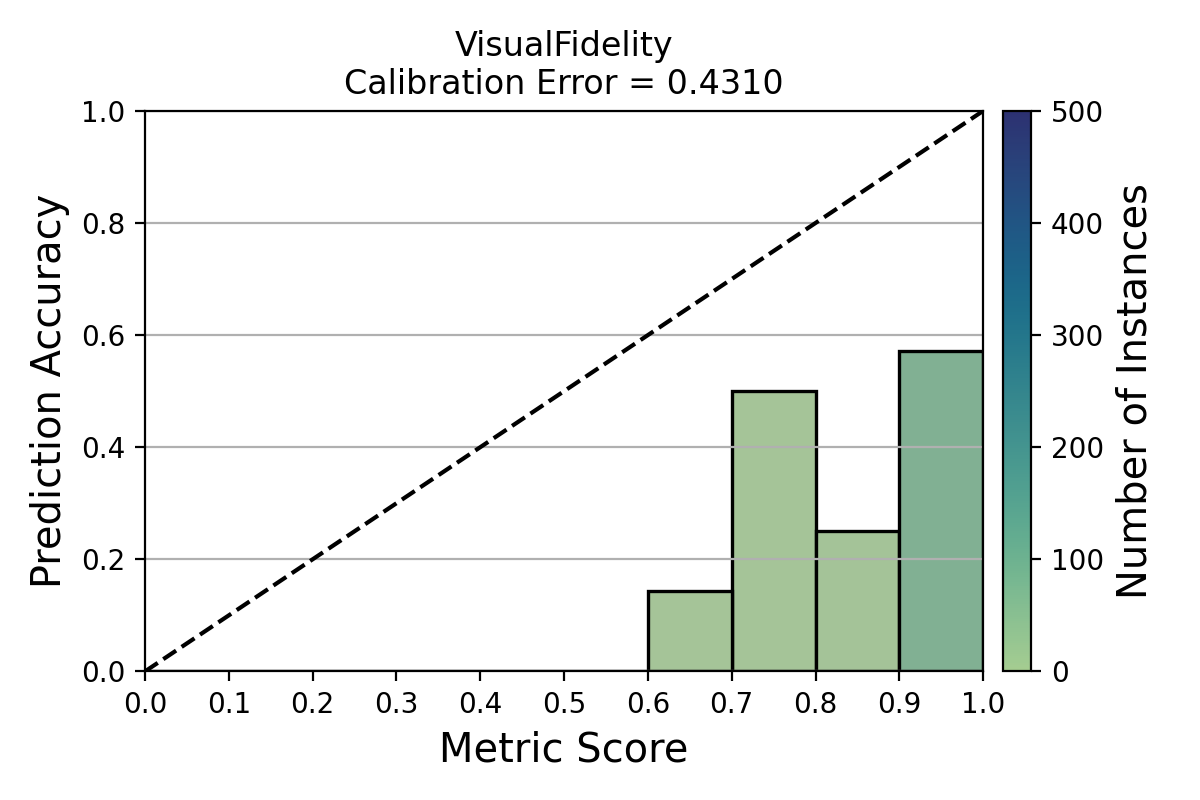 VisualFidelity
Calibration Error = 0.4310
Prediction Accuracy
1.0
0.8
0.6
0.4
0.2
0.0
0.0 0.1 0.2 0.3 0.4 0.5 0.6 0.7 0.8 0.9 1.0
Metric Score
500
400
300
200
100
0
Number of Instances